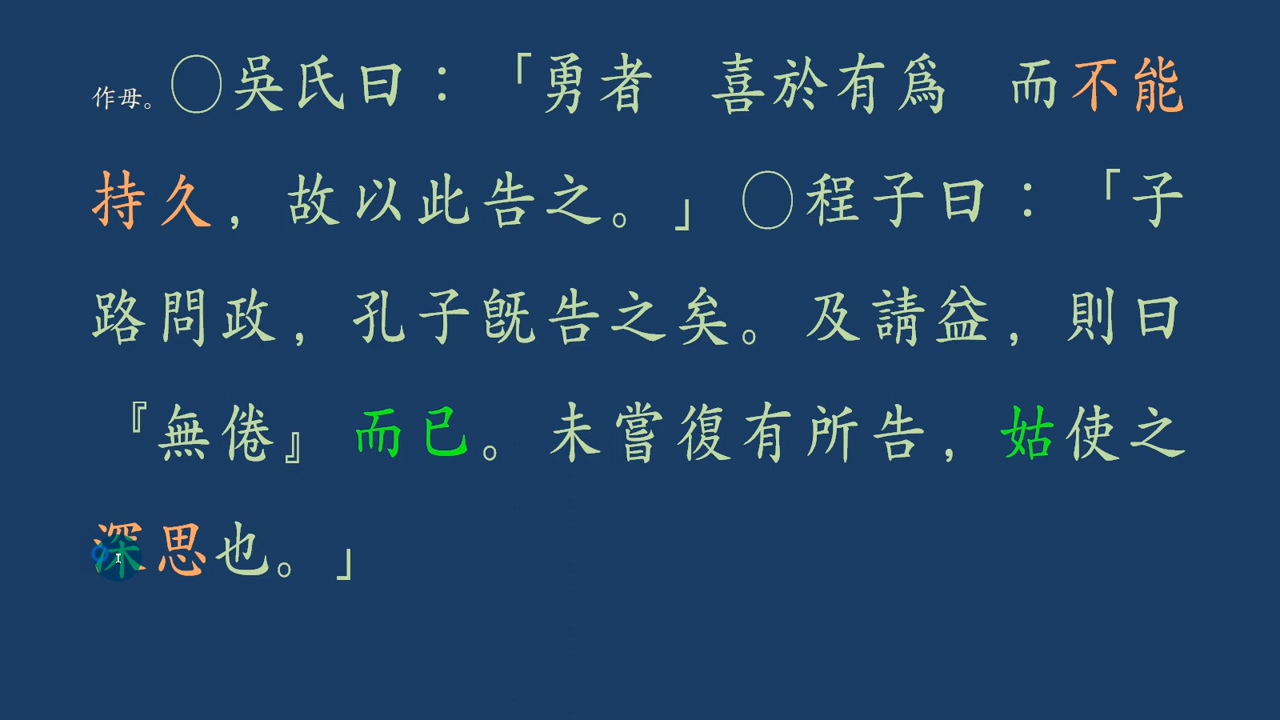 作毋。◯吳氏曰：「勇者　喜於有爲　而不能
持久，故以此告之。」◯程子曰：「子
路問政，孔子旣告之矣。及請益，則曰
『無倦』而已。未嘗復有所告，姑使之
深思也。」